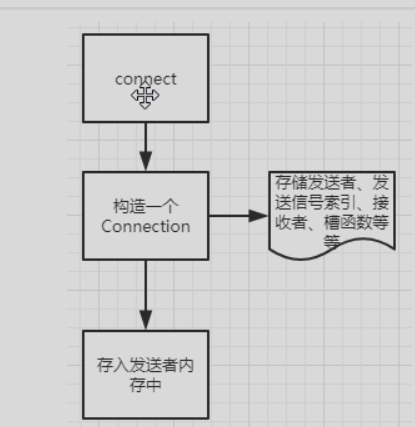 connect
构造一个
Connection
存储发送者、发
送信号索引、接
收者、槽函数等
等
存入发送者内
存中